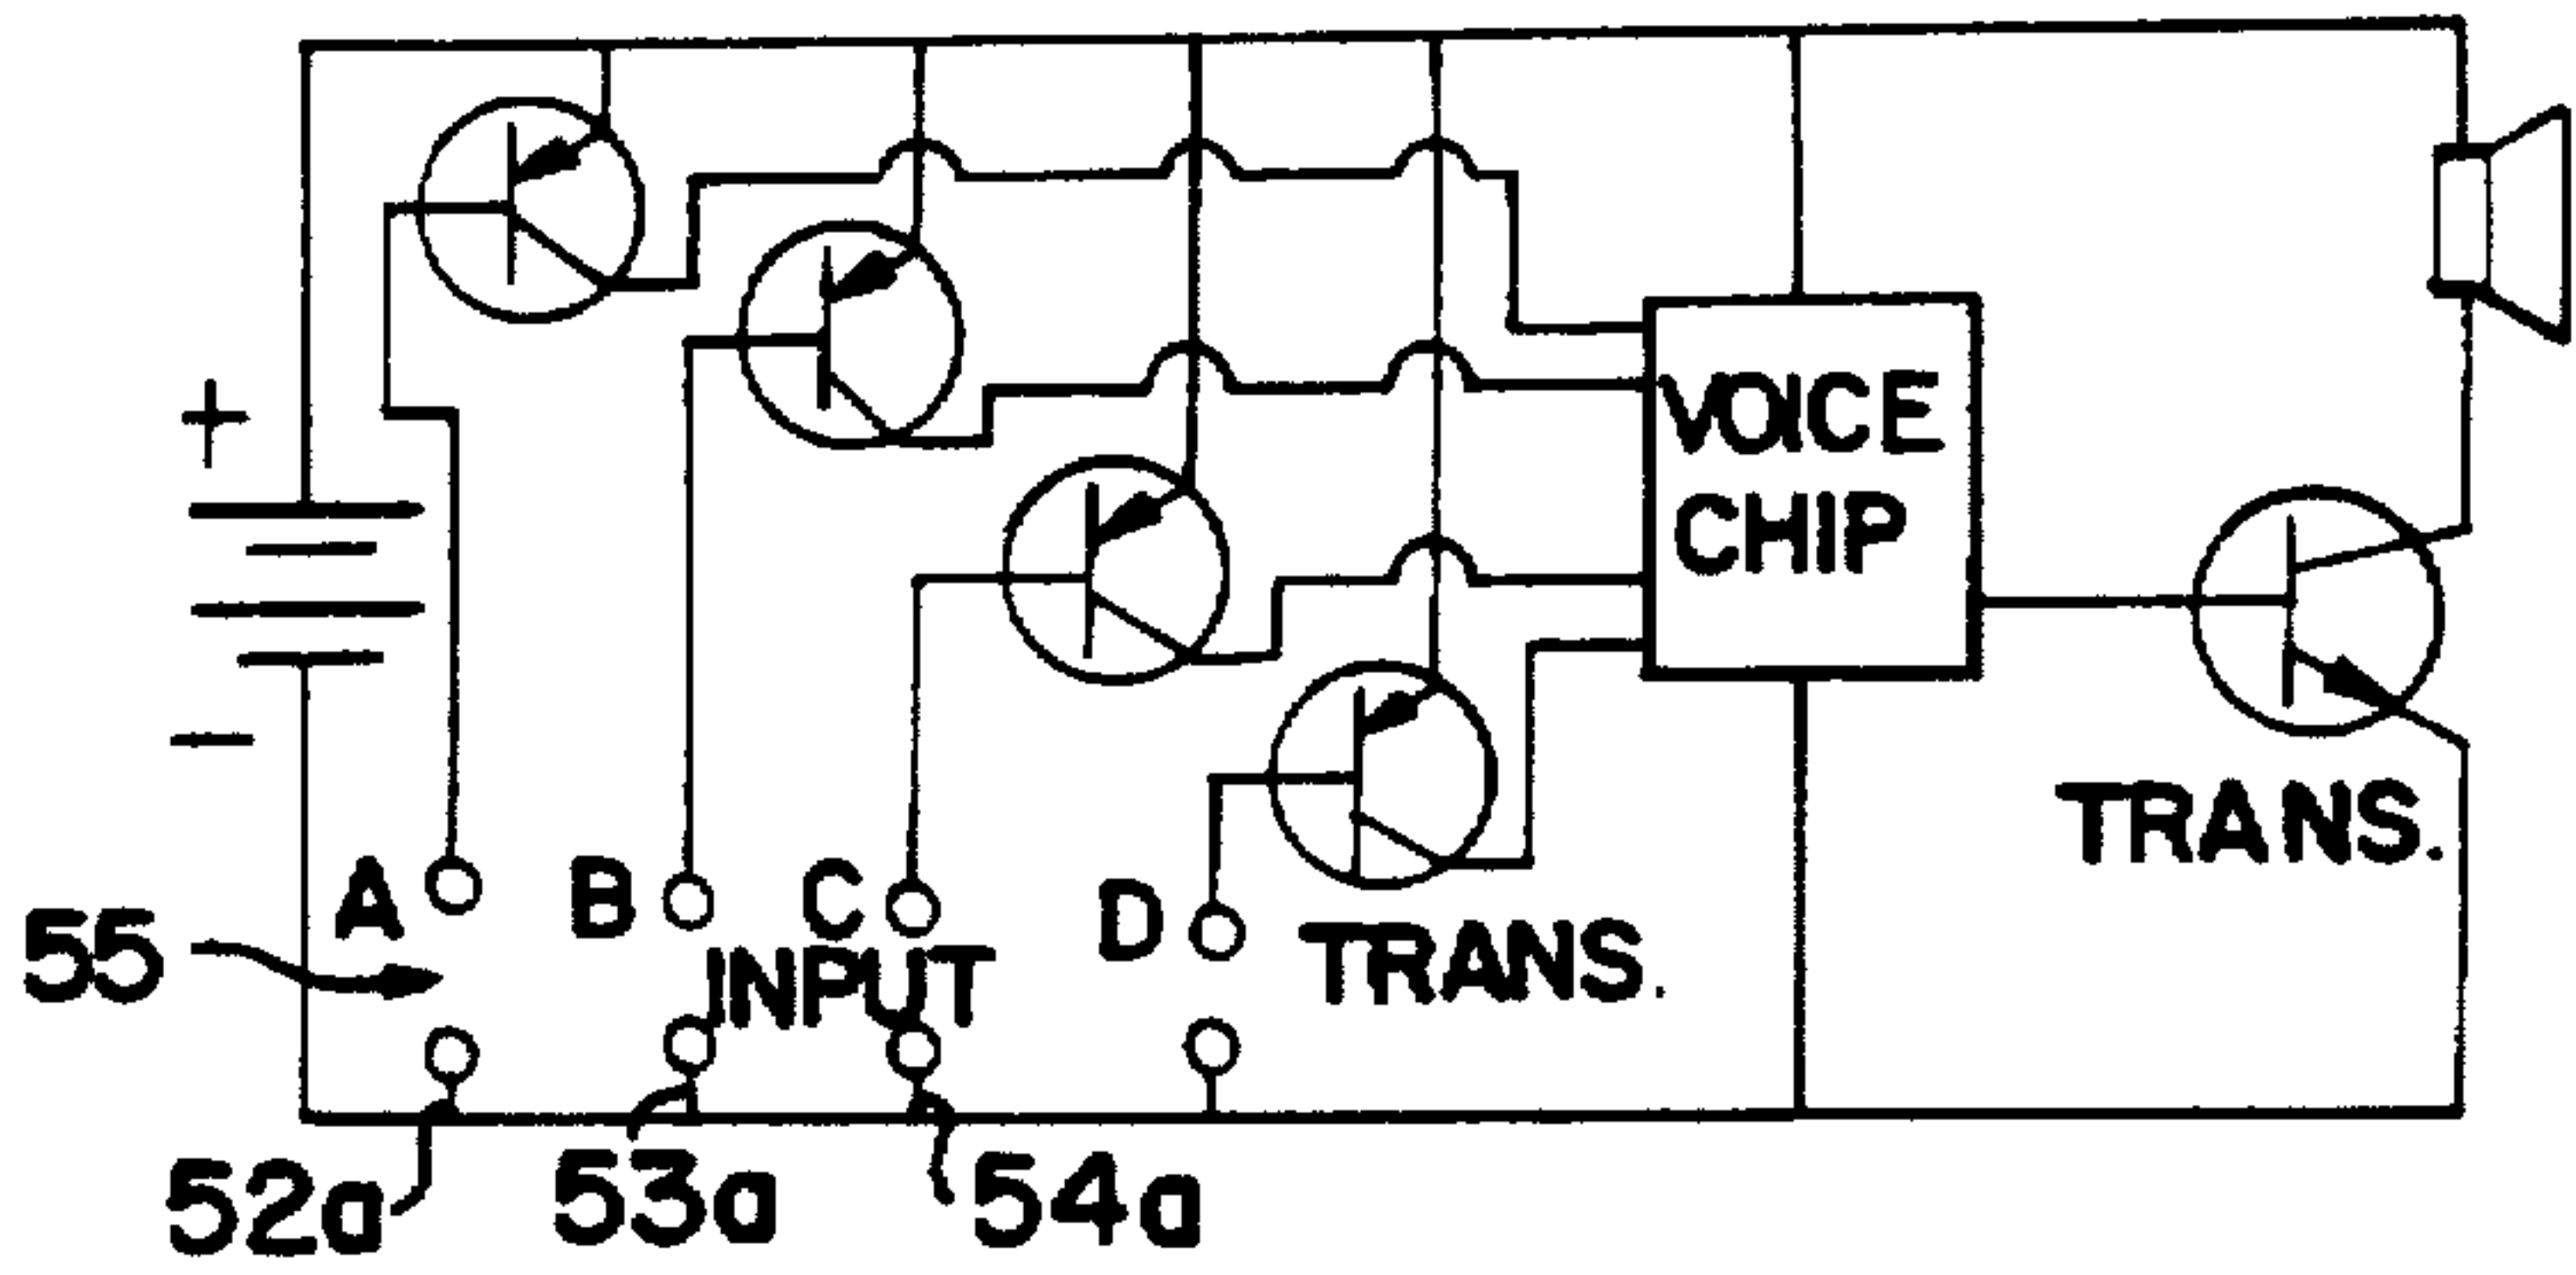 +
VOICE
CHIP
−
TRANS.
A B C D
INPUT TRANS.
55
52a 53a 54a